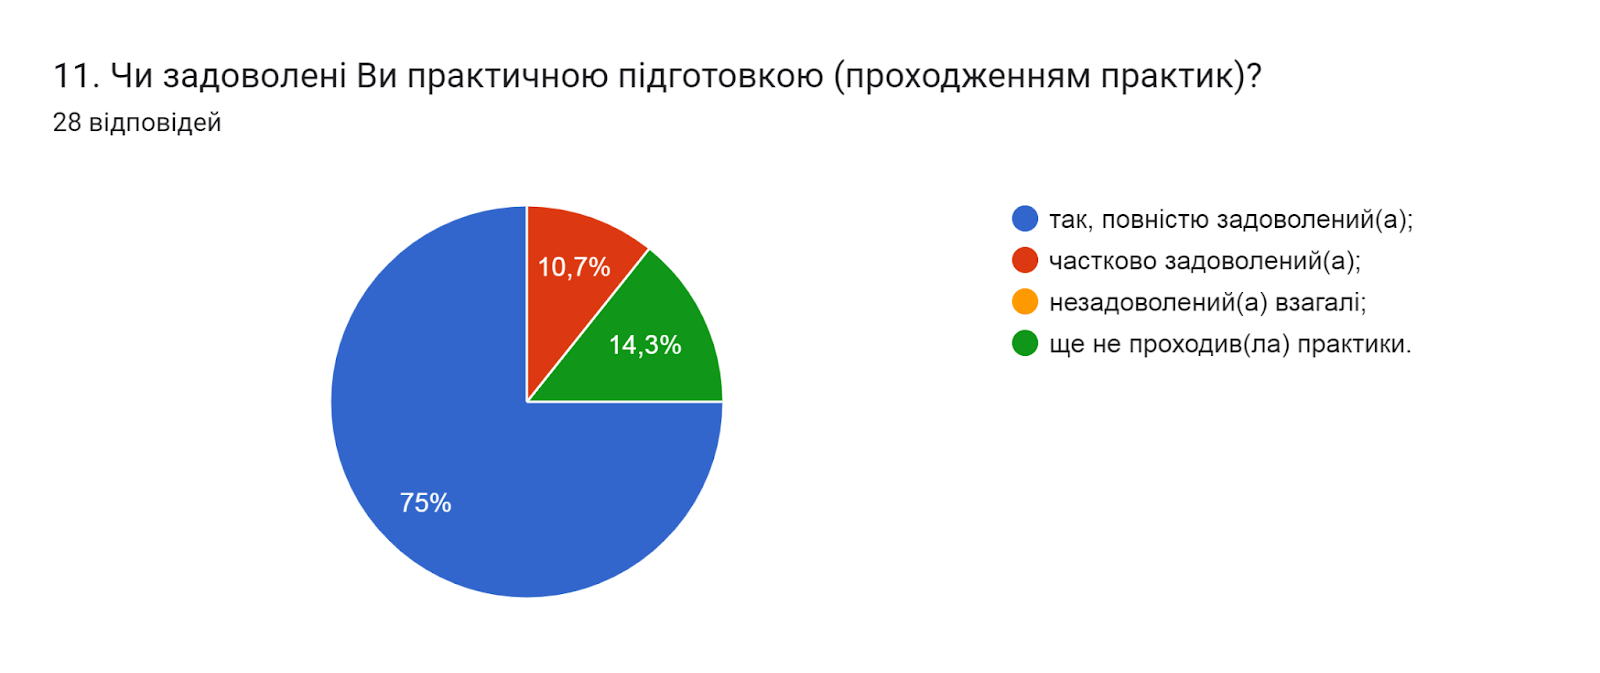 11. Чи задоволені Ви практичною підготовкою (проходженням практик)?
28 відповідей
10,7%
14,3%
75%
так, повністю задоволений(а);
частково задоволений(а);
незадоволений(а) взагалі;
ще не проходив(ла) практики.